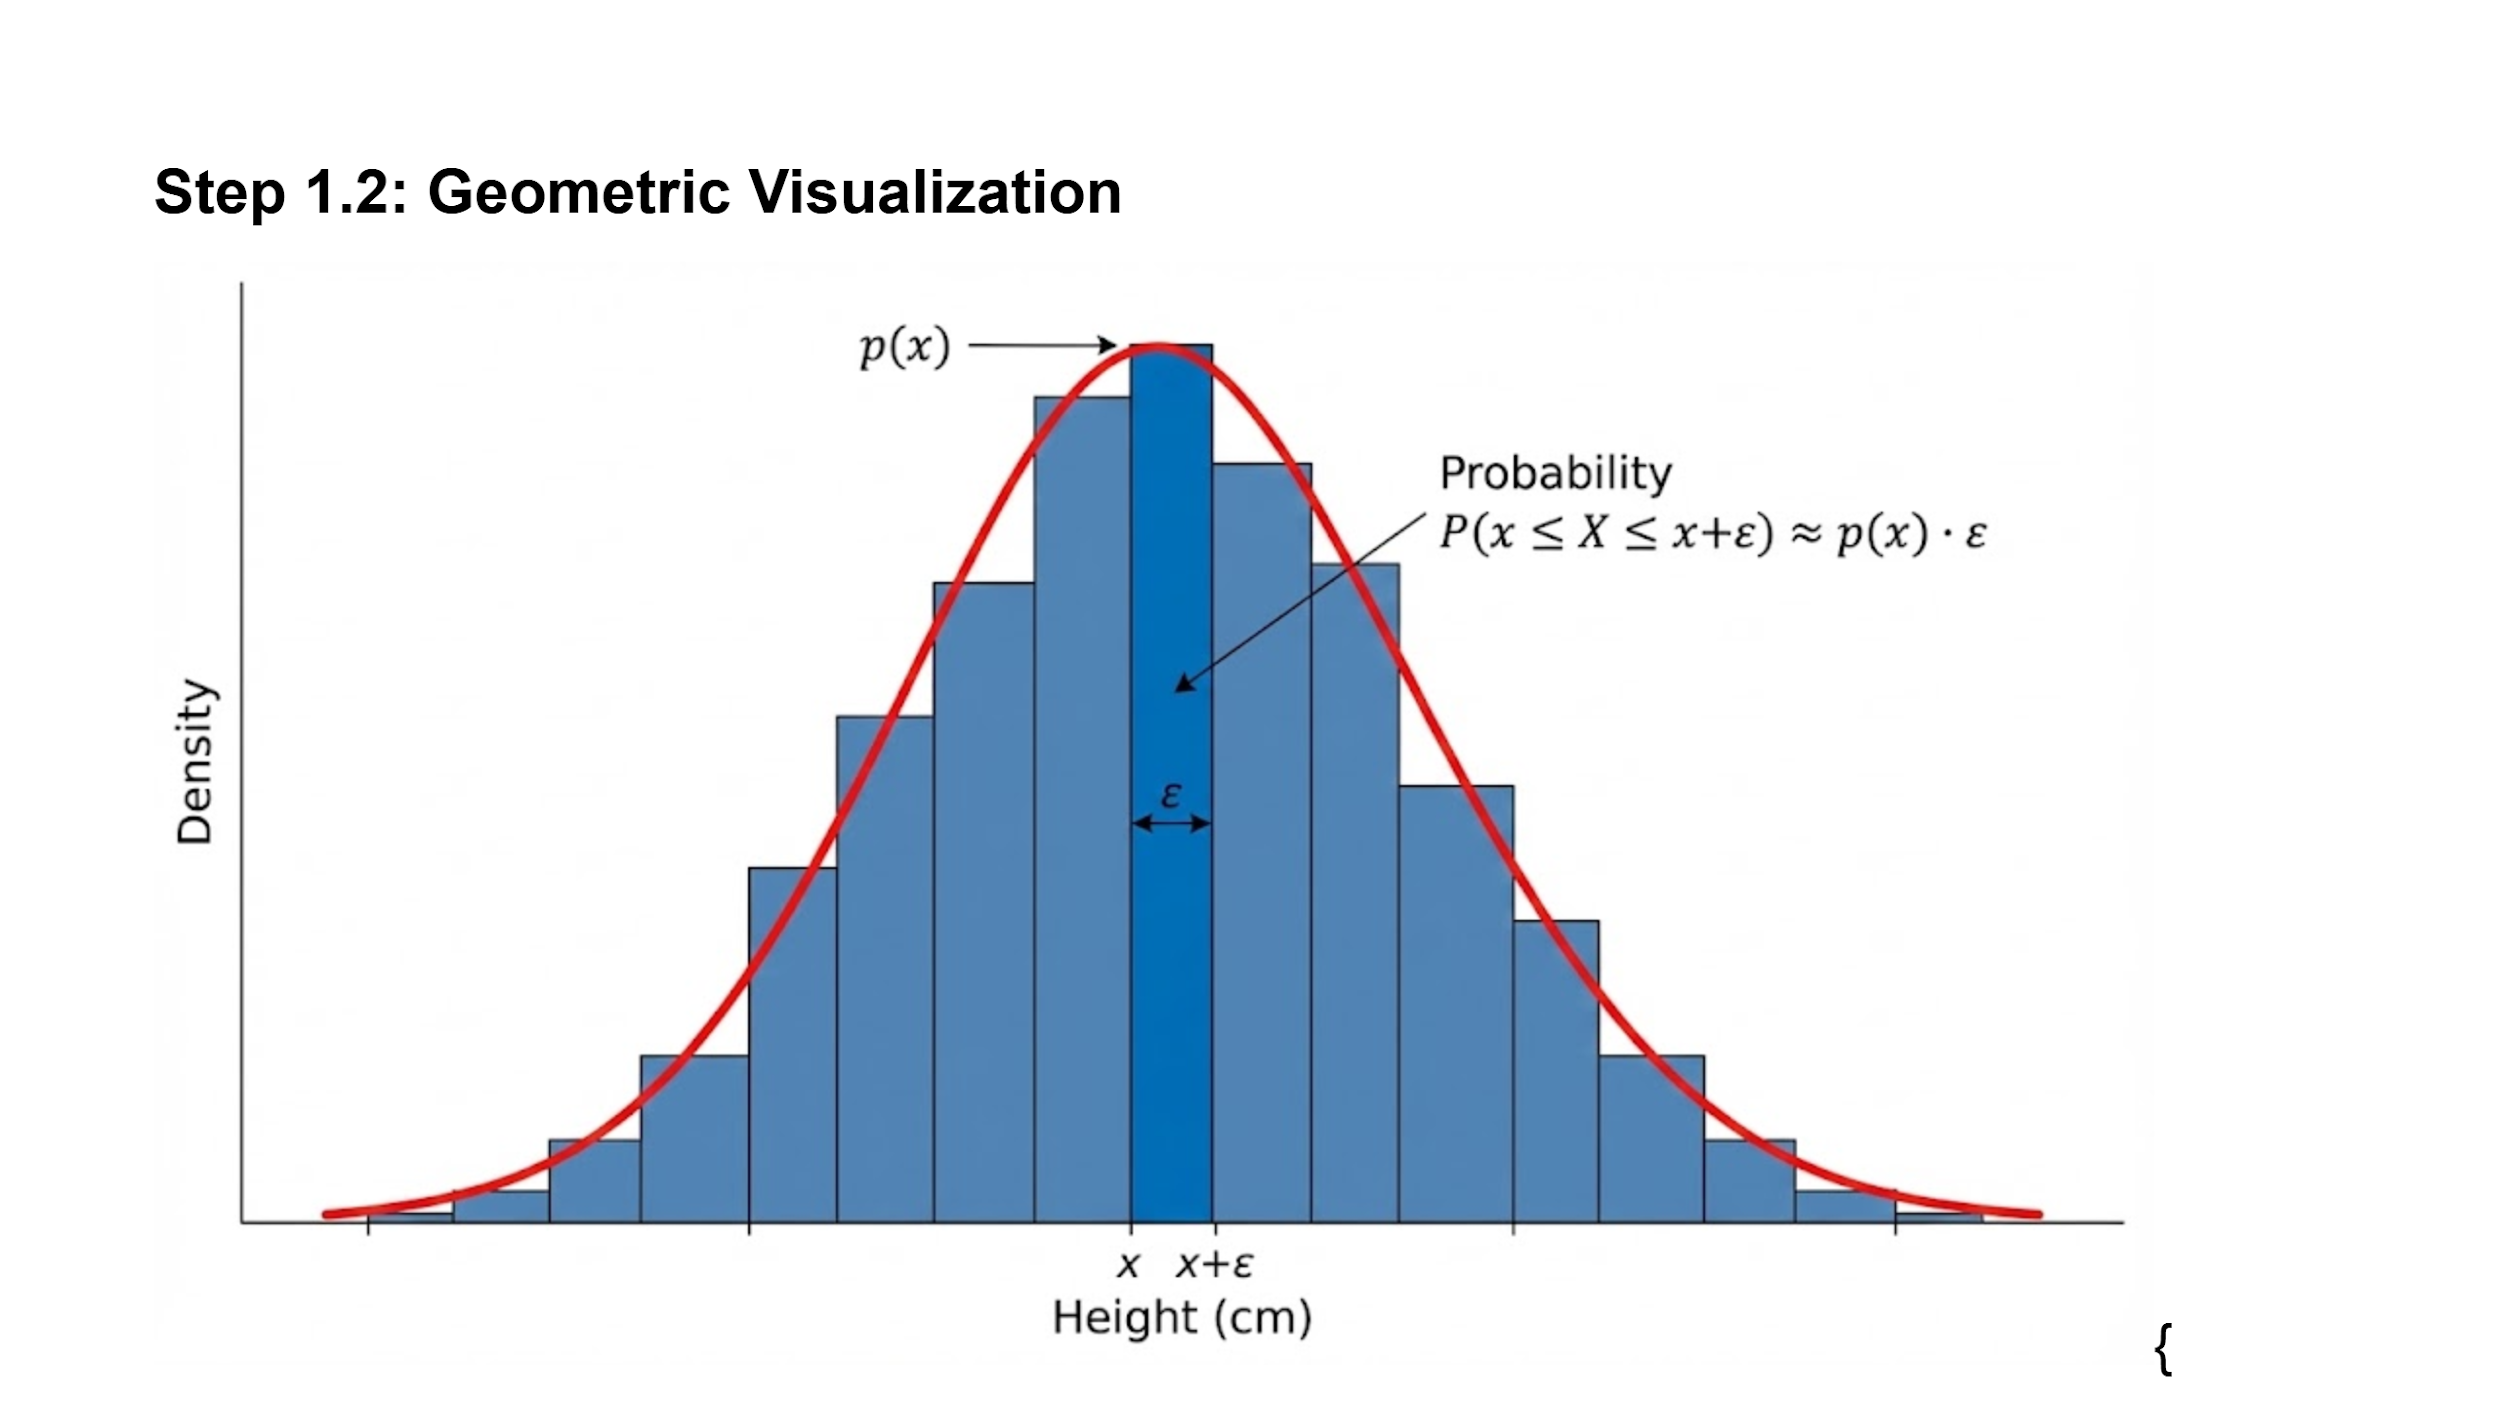 Step 1.2: Geometric Visualization
p(x)
Probability
P(x ≤ X ≤ x+ε) ≈ p(x) · ε
Density
ε
x x+ε
Height (cm)
{